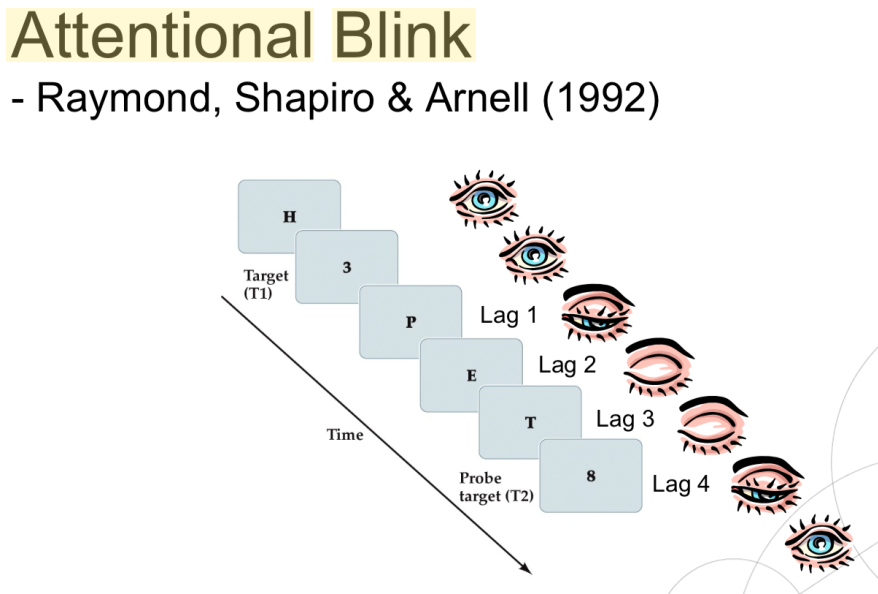 Attentional Blink
- Raymond, Shapiro & Arnell (1992)
H
3
Target
(T1)
P
Lag 1
E
Lag 2
T
Lag 3
Time
8
Probe
target (T2)
Lag 4